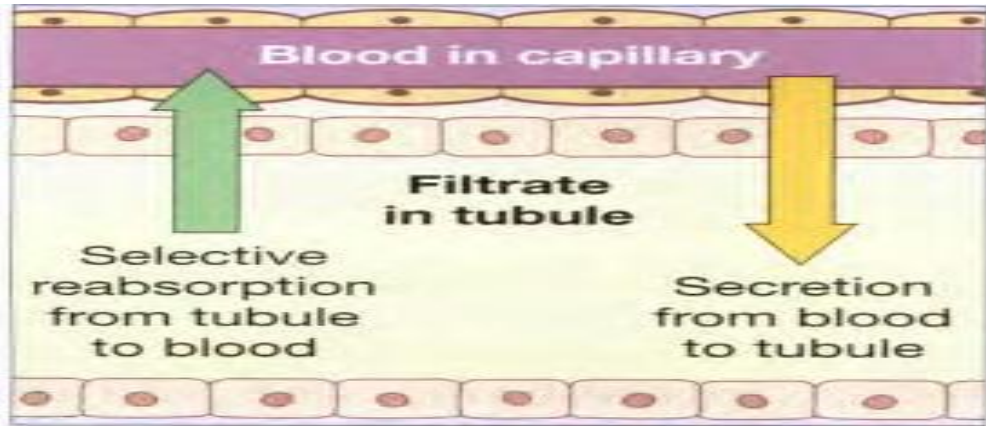 Blood in capillary
Filtrate
in tubule
Selective
reabsorption
from tubule
to blood
Secretion
from blood
to tubule